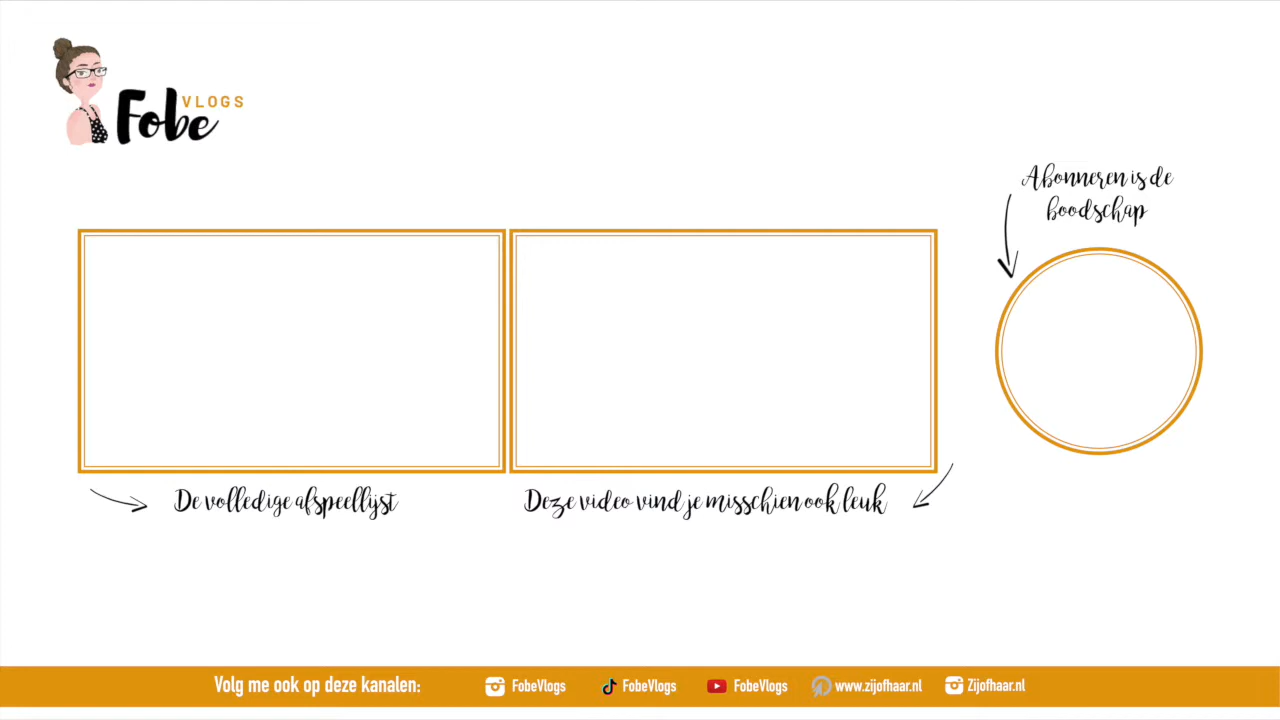 VLOGS
Fobe
Abonneren is de
boodschap
De volledige afspeellijst
Deze video vind je misschien ook leuk
Volg me ook op deze kanalen:
FobeVlogs
FobeVlogs
FobeVlogs
www.zijofhaar.nl
Zijofhaar.nl